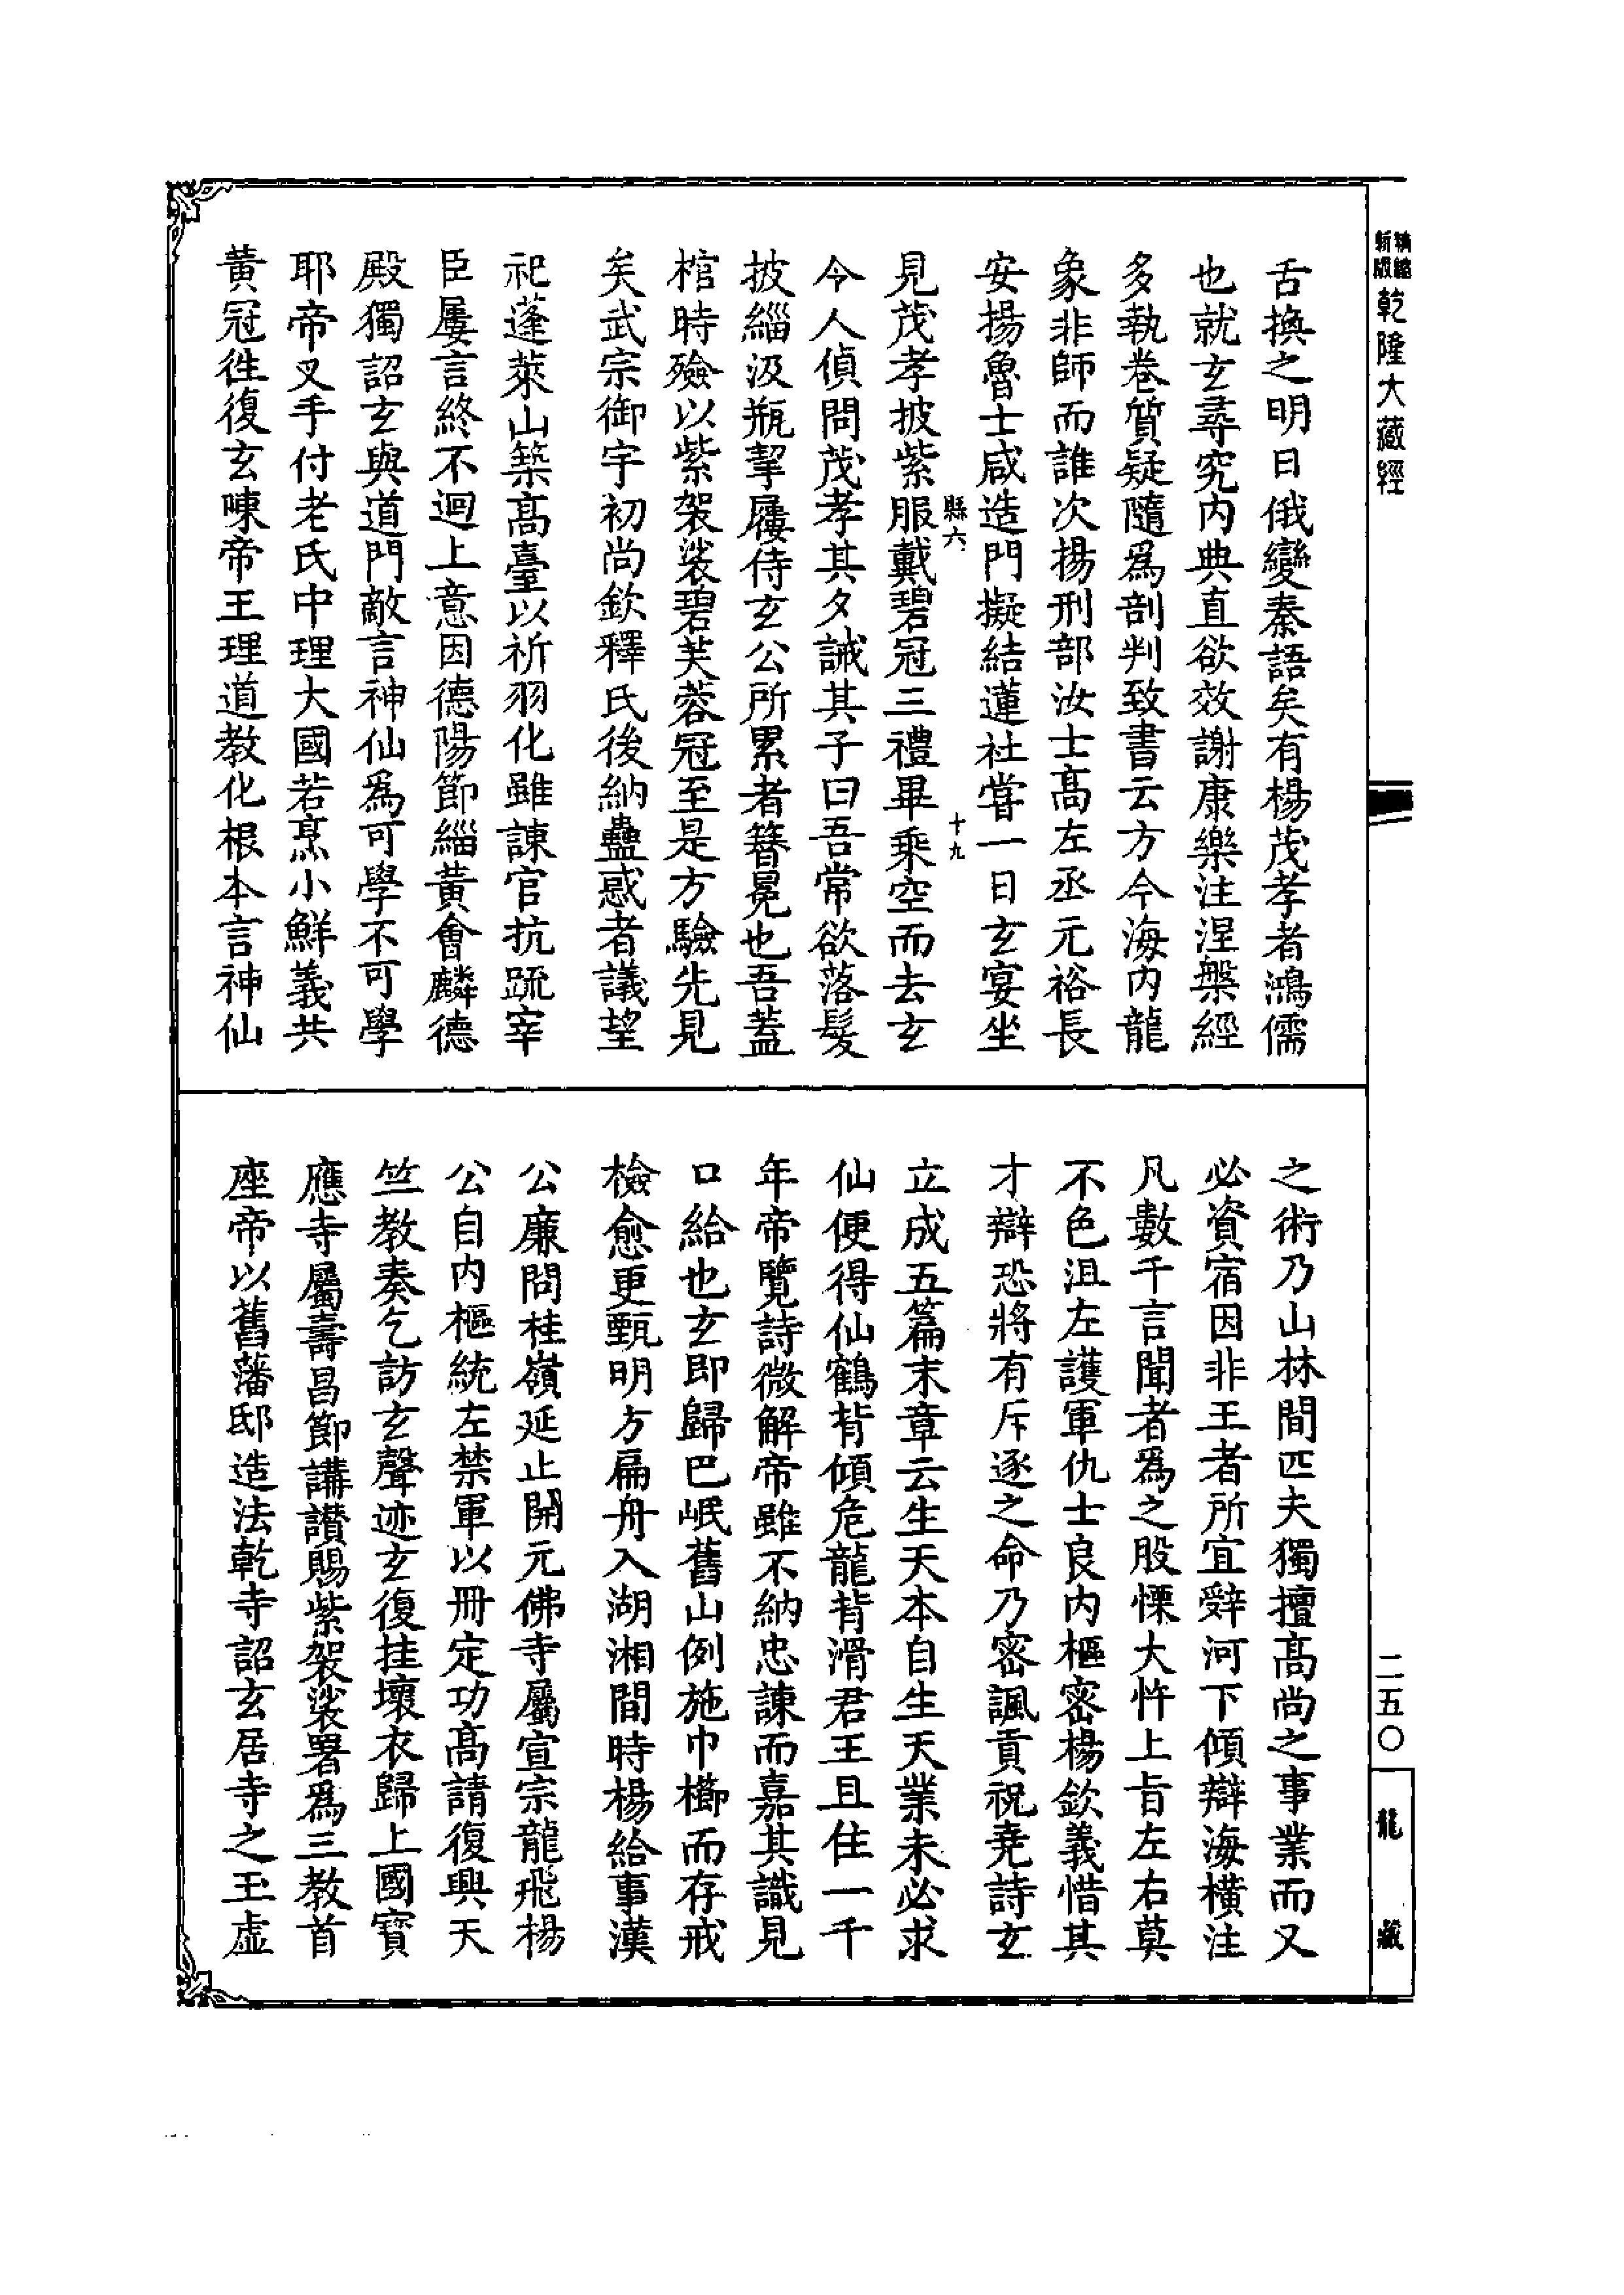 精縮
新版
乾隆大藏經
舌換之明日俄變秦語矣有楊茂孝者鴻儒
也就玄尋究內典直欲效謝康樂注涅槃經
多執卷質疑隨爲剖判致書云方今海內龍
象非師而誰次揚刑部汝士高左丞元裕長
安揚魯士咸造門擬結蓮社甞一日玄宴坐
縣六
十九
見茂孝披紫服戴碧冠三禮畢乘空而去玄
今人偵問茂孝其夕誡其子曰吾常欲落髮
披緇汲瓶挈屨侍玄公所累者簪冕也吾蓋
棺時殮以紫袈裟碧芙蓉冠至是方驗先見
矣武宗御宇初尚欽釋氏後納蠱惑者議望
祀蓬萊山築高臺以祈羽化雖諫官抗疏宰
臣屢言終不迴上意因德陽節緇黃會麟德
殿獨詔玄與道門敵言神仙爲可學不可學
耶帝叉手付老氏中理大國若烹小鮮義共
黃冠徃復玄㖦帝王理道教化根本言神仙
之術乃山林間匹夫獨擅高尚之事業而又
必資宿因非王者所宜辤河下傾辯海橫注
凡數千言聞者爲之股慄大忤上旨左右莫
不色沮左護軍仇士良內樞密楊欽義惜其
才辯恐將有斥逐之命乃密諷貢祝堯詩玄
立成五篇末章云生天本自生天業未必求
仙便得仙鶴背傾危龍背滑君王且住一千
年帝覽詩微解帝雖不納忠諫而嘉其識見
口給也玄即歸巴岷舊山例施巾櫛而存戒
檢愈更甄明方扁舟入湖湘間時楊給事漢
公廉問桂嶺延止開元佛寺屬宣宗龍飛楊
公自內樞統左禁軍以冊定功高請復興天
竺教奏乞訪玄聲迹玄復挂壞衣歸上國寶
應寺屬壽昌節講讃賜紫袈裟署爲三教首
座帝以舊藩邸造法乾寺詔玄居寺之玉虛
二五〇
龍藏